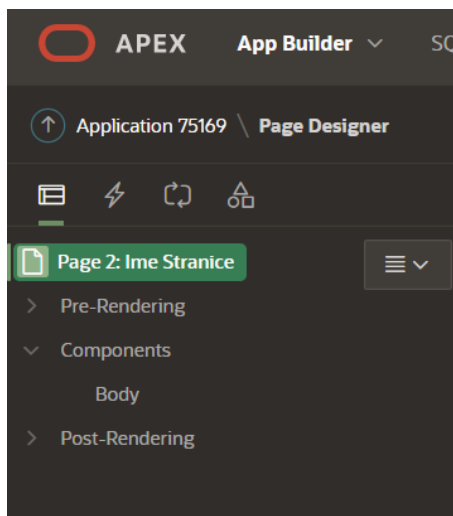 APEX App Builder SQ
Application 75169 \ Page Designer
Page 2: Ime Stranice
Pre-Rendering
Components
Body
Post-Rendering